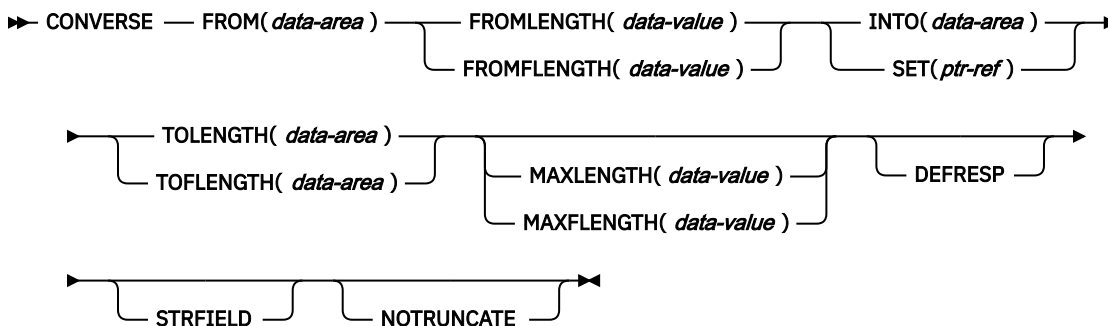 CONVERSE FROM( data-area ) FROMLENGTH( data-value ) INTO( data-area )
FROMFLENGTH( data-value ) SET( ptr-ref )
TOLENGTH( data-area )
TOFLENGTH( data-area ) MAXLENGTH( data-value ) DEFRESP
MAXFLENGTH( data-value )
STRFIELD NOTRUNCATE